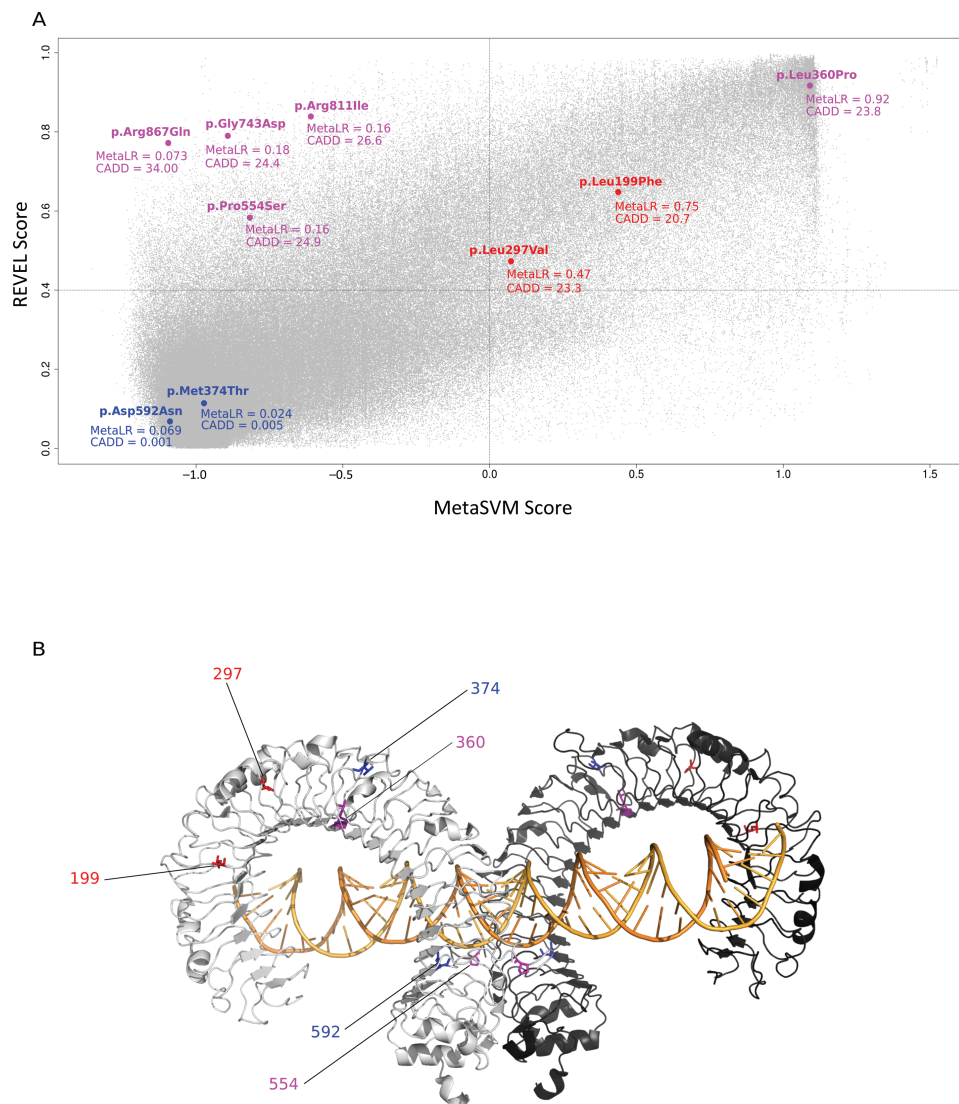 A
REVEL Score
1.0
0.8
0.6
0.4
0.2
0.0
p.Leu360Pro
MetaLR = 0.92
CADD = 23.8
p.Arg811Ile
MetaLR = 0.16
CADD = 26.6
p.Gly743Asp
MetaLR = 0.18
CADD = 24.4
p.Arg867Gln
MetaLR = 0.073
CADD = 34.00
p.Leu199Phe
MetaLR = 0.75
CADD = 20.7
p.Pro554Ser
MetaLR = 0.16
CADD = 24.9
p.Leu297Val
MetaLR = 0.47
CADD = 23.3
p.Met374Thr
MetaLR = 0.024
CADD = 0.005
p.Asp592Asn
MetaLR = 0.069
CADD = 0.001
−1.0
−0.5
0.0
0.5
1.0
1.5
MetaSVM Score
B
297
374
360
199
592
554